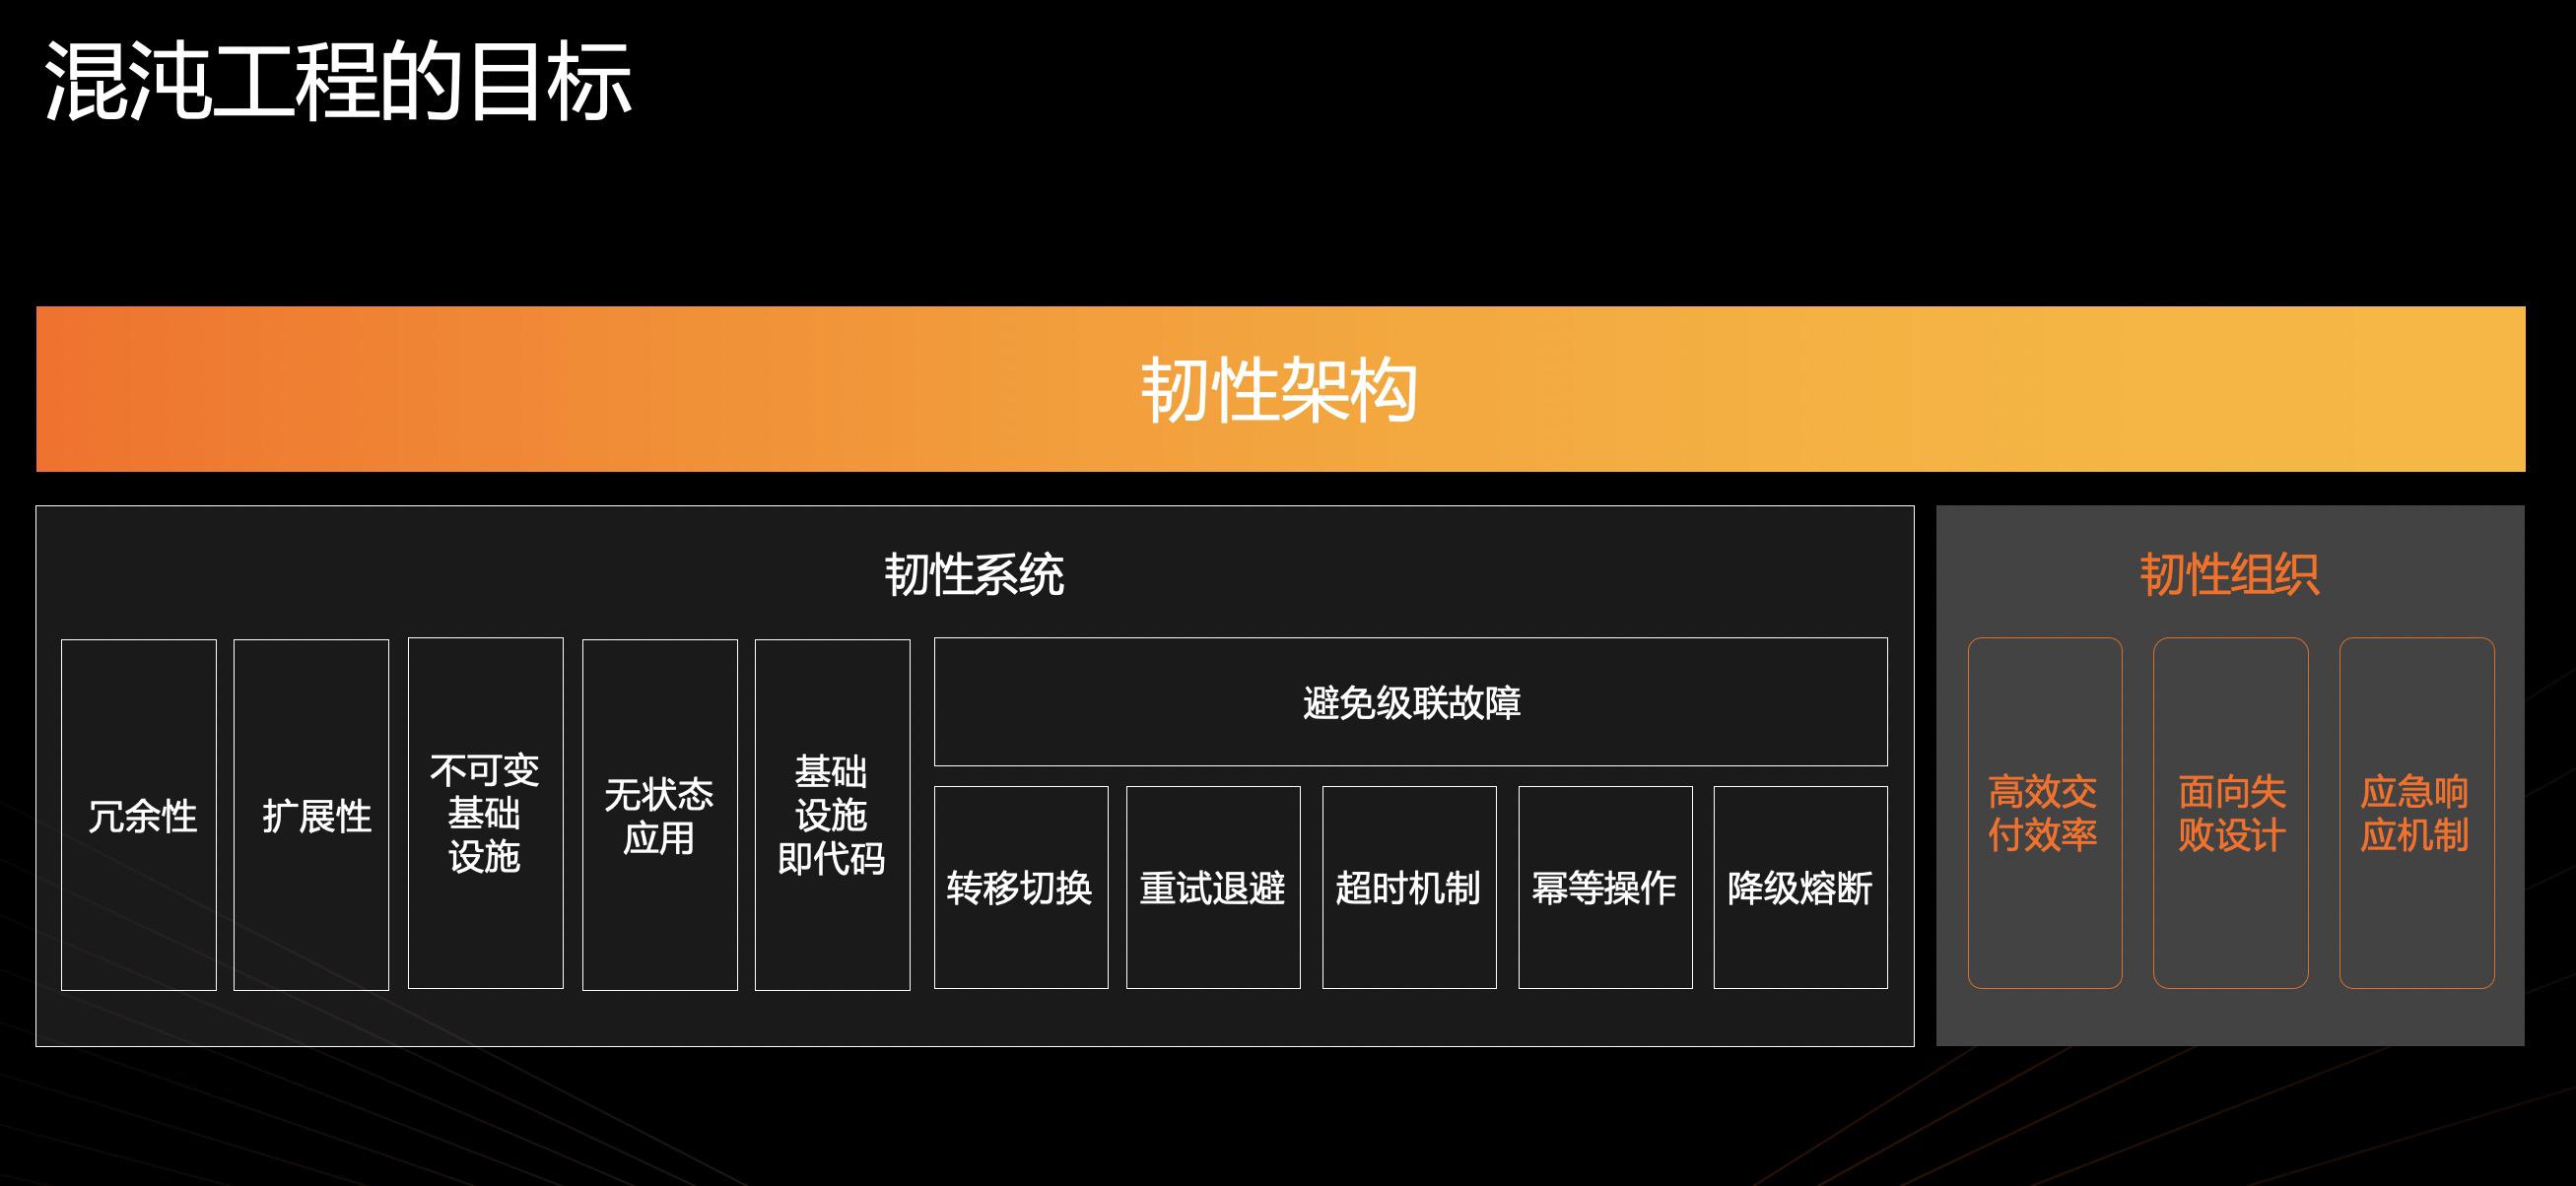 混沌工程的目标
韧性架构
韧性系统
冗余性
扩展性
不可变
基础
设施
无状态
应用
基础
设施
即代码
避免级联故障
转移切换
重试退避
超时机制
幂等操作
降级熔断
韧性组织
高效交
付效率
面向失
败设计
应急响
应机制